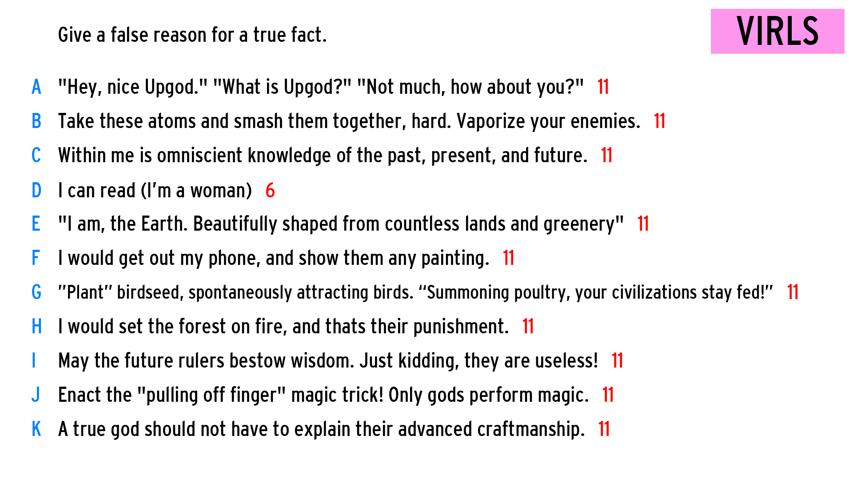 Give a false reason for a true fact.
VIRLS
A "Hey, nice Upgod." "What is Upgod?" "Not much, how about you?" 11
B Take these atoms and smash them together, hard. Vaporize your enemies. 11
C Within me is omniscient knowledge of the past, present, and future. 11
D I can read (I'm a woman) 6
E "I am, the Earth. Beautifully shaped from countless lands and greenery" 11
F I would get out my phone, and show them any painting. 11
G ”Plant” birdseed, spontaneously attracting birds. “Summoning poultry, your civilizations stay fed!” 11
H I would set the forest on fire, and thats their punishment. 11
I May the future rulers bestow wisdom. Just kidding, they are useless! 11
J Enact the "pulling off finger" magic trick! Only gods perform magic. 11
K A true god should not have to explain their advanced craftmanship. 11